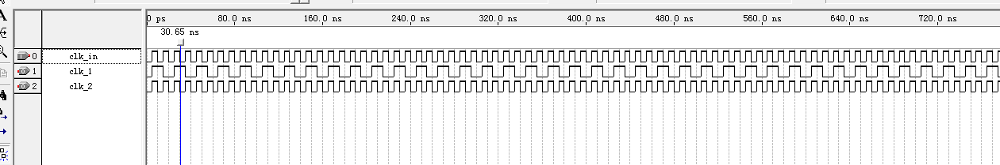 0 ps 80.0 ns 160.0 ns 240.0 ns 320.0 ns 400.0 ns 480.0 ns 560.0 ns 640.0 ns 720.0 ns
30.65 ns
0 clk_in
1 clk_1
2 clk_2